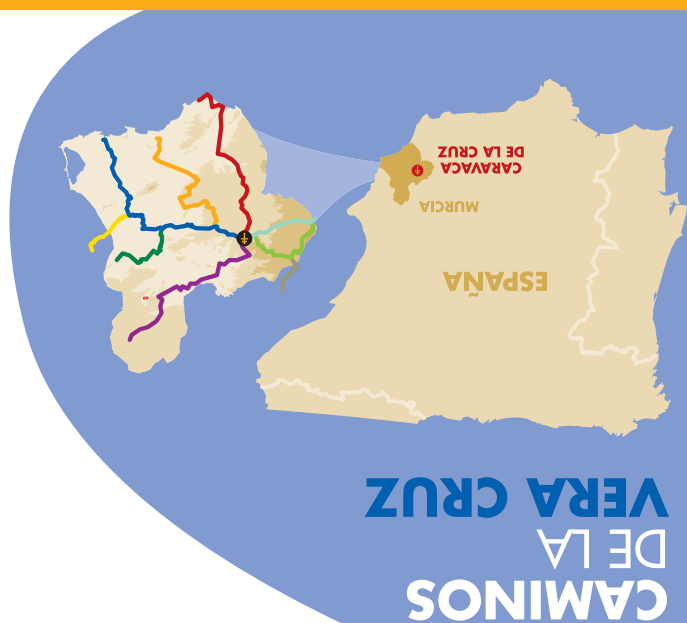 CAMINOS
DE LA
VERA CRUZ
ESPAÑA
MURCIA
CARAVACA
DE LA CRUZ